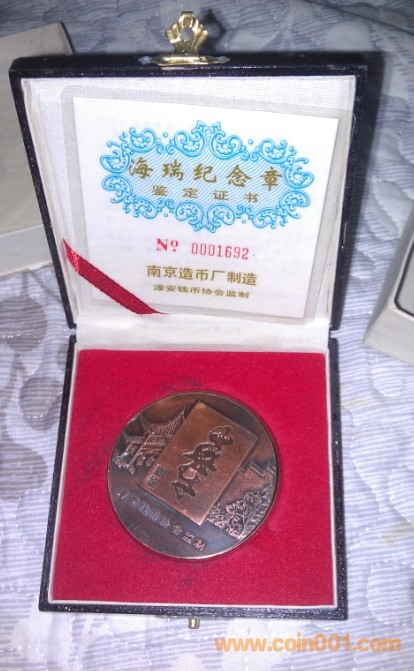 海瑞纪念章
鉴定证书
Nº 0001692
南京造币厂制造
淳安钱币协会监制
www.coin001.com